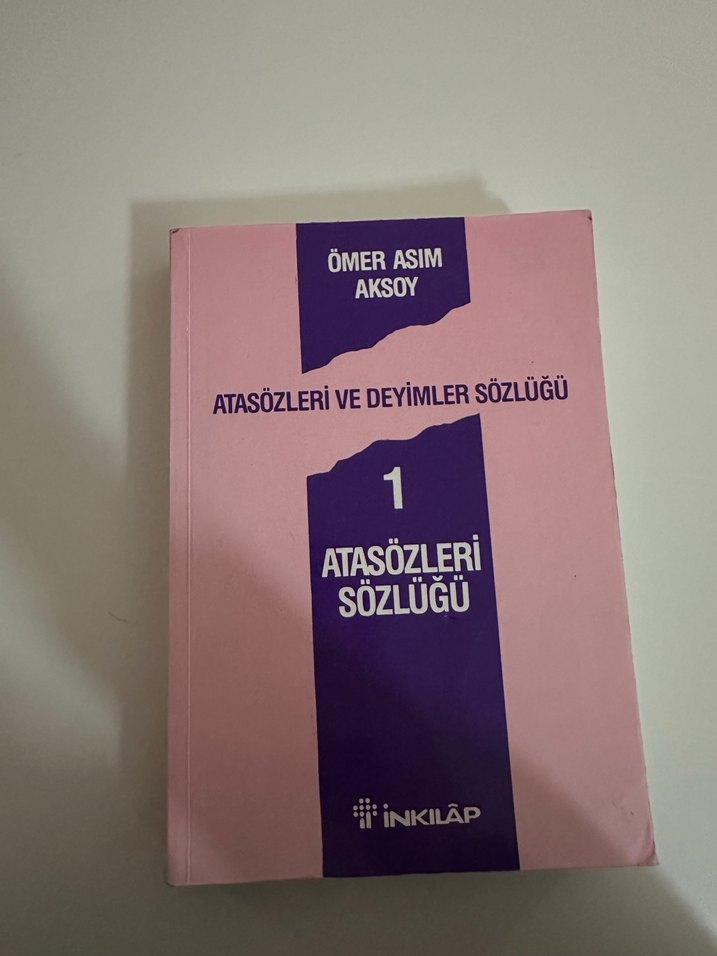 ÖMER ASIM
AKSOY
ATASÖZLERİ VE DEYİMLER SÖZLÜĞÜ
1
ATASÖZLERİ
SÖZLÜĞÜ
İNKILÂP